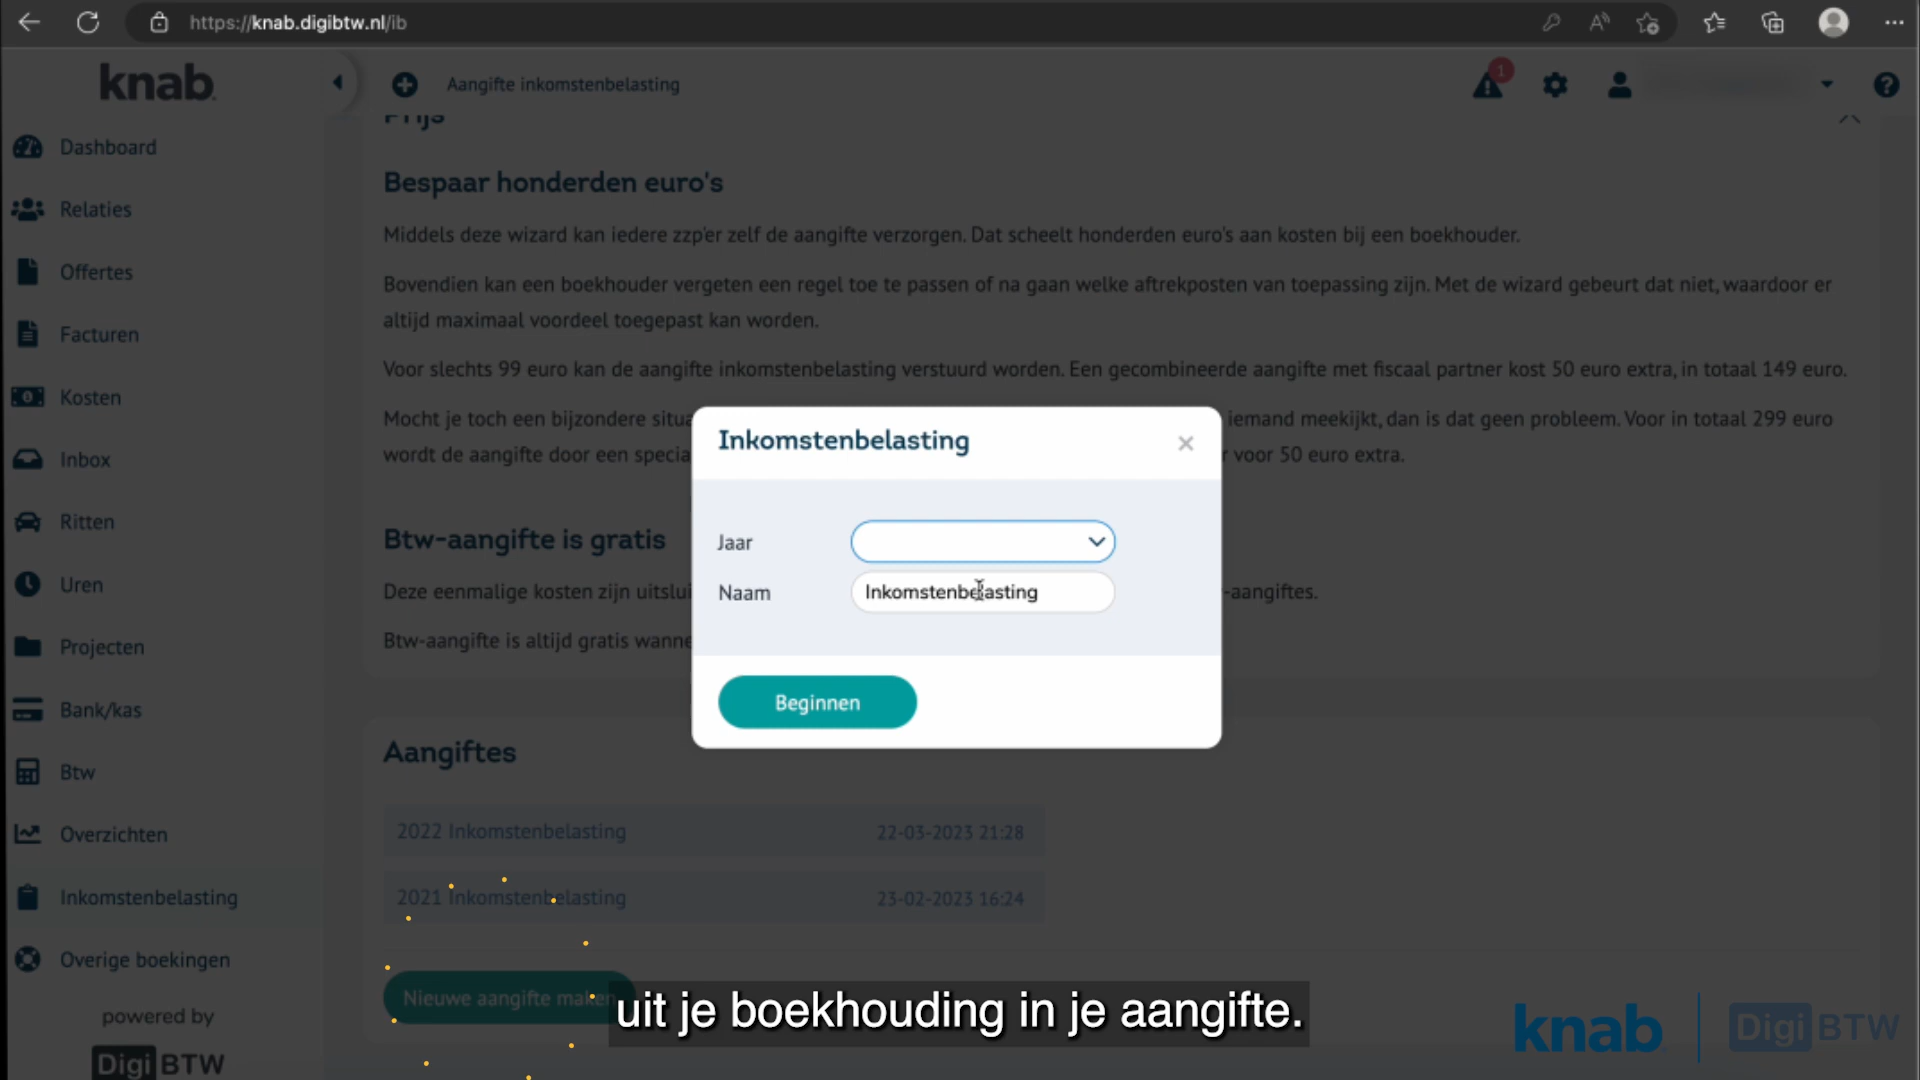 https://knab.digibtw.nl/ib
knab.
Aangifte inkomstenbelasting
1
Prijs
Dashboard
Relaties
Offertes
Facturen
Kosten
Inbox
Ritten
Uren
Projecten
Bank/kas
Btw
Overzichten
Inkomstenbelasting
Overige boekingen
powered by
DigiBTW
Bespaar honderden euro's
Middels deze wizard kan iedere zzp'er zelf de aangifte verzorgen. Dat scheelt honderden euro's aan kosten bij een boekhouder.
Bovendien kan een boekhouder vergeten een regel toe te passen of na gaan welke aftrekposten van toepassing zijn. Met de wizard gebeurt dat niet, waardoor er
altijd maximaal voordeel toegepast kan worden.
Voor slechts 99 euro kan de aangifte inkomstenbelasting verstuurd worden. Een gecombineerde aangifte met fiscaal partner kost 50 euro extra, in totaal 149 euro.
Mocht je toch een bijzondere situa iemand meekijkt, dan is dat geen probleem. Voor in totaal 299 euro
wordt de aangifte door een specia r voor 50 euro extra.
Btw-aangifte is gratis
Deze eenmalige kosten zijn uitslui -aangiftes.
Btw-aangifte is altijd gratis wanne
Inkomstenbelasting
×
Jaar
Naam Inkomstenbelasting
Beginnen
Aangiftes
2022 Inkomstenbelasting 22-03-2023 21:28
2021 Inkomstenbelasting 23-02-2023 16:24
Nieuwe aangifte maken
uit je boekhouding in je aangifte.
knab. DigiBTW